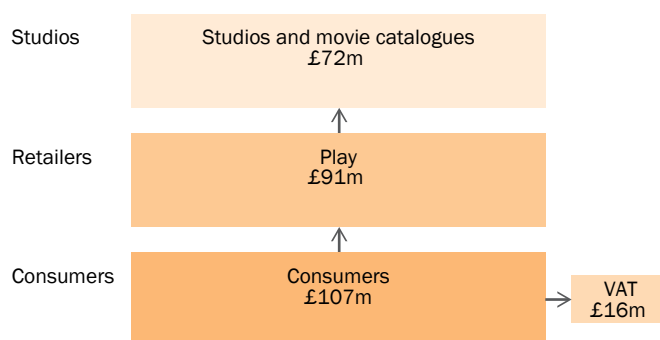 Studios
Studios and movie catalogues
£72m
Retailers
Play
£91m
Consumers
Consumers
£107m
VAT
£16m